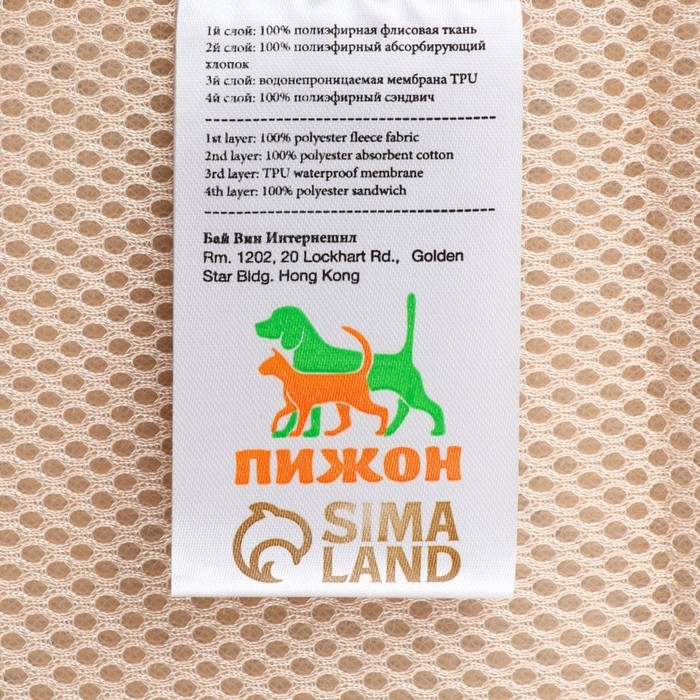 1й слой: 100% полиэфирная флисовая ткань
2й слой: 100% полиэфирный абсорбирующий
хлопок
3й слой: водонепроницаемая мембрана TPU
4й слой: 100% полиэфирный сэндвич
1st layer: 100% polyester fleece fabric
2nd layer: 100% polyester absorbent cotton
3rd layer: TPU waterproof membrane
4th layer: 100% polyester sandwich
Бай Вин Интернешил
Rm. 1202, 20 Lockhart Rd., Golden
Star Bldg. Hong Kong
ПИЖОН
SIMA
LAND